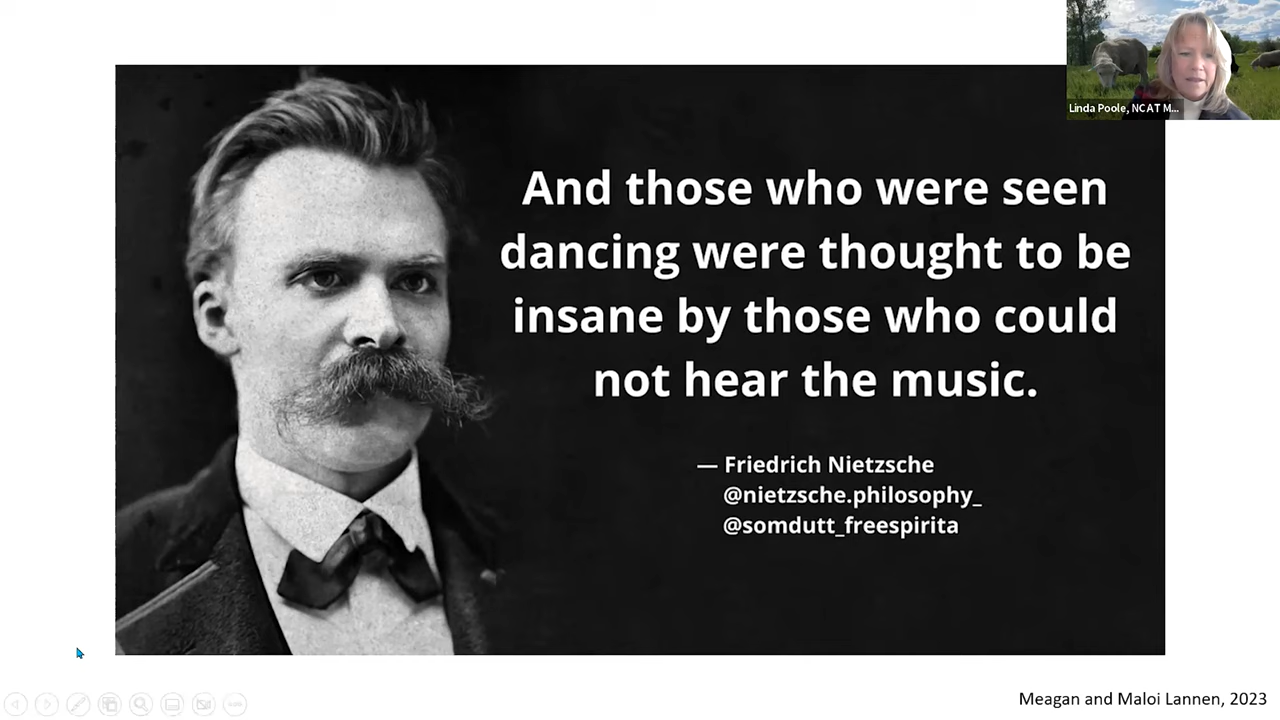 Linda Poole, NCAT M...
And those who were seen
dancing were thought to be
insane by those who could
not hear the music.
— Friedrich Nietzsche
@nietzsche.philosophy_
@somdutt_freespirita
Meagan and Maloi Lannen, 2023